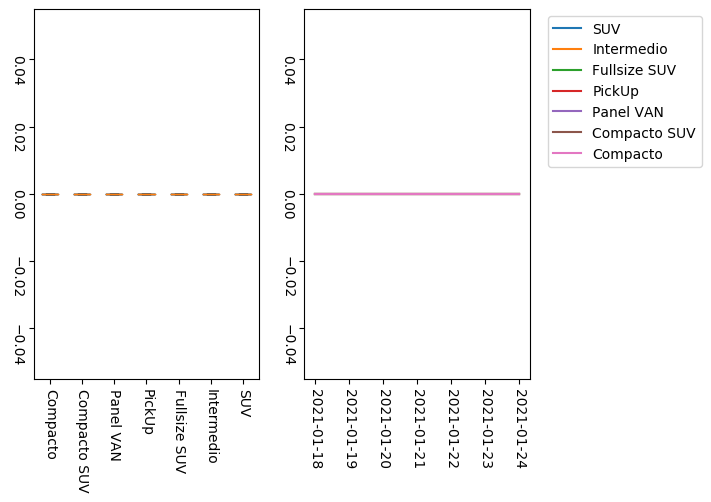 0.04
0.02
0.00
−0.02
−0.04
Compacto
Compacto SUV
Panel VAN
PickUp
Fullsize SUV
Intermedio
SUV
0.04
0.02
0.00
−0.02
−0.04
2021-01-18
2021-01-19
2021-01-20
2021-01-21
2021-01-22
2021-01-23
2021-01-24
SUV
Intermedio
Fullsize SUV
PickUp
Panel VAN
Compacto SUV
Compacto